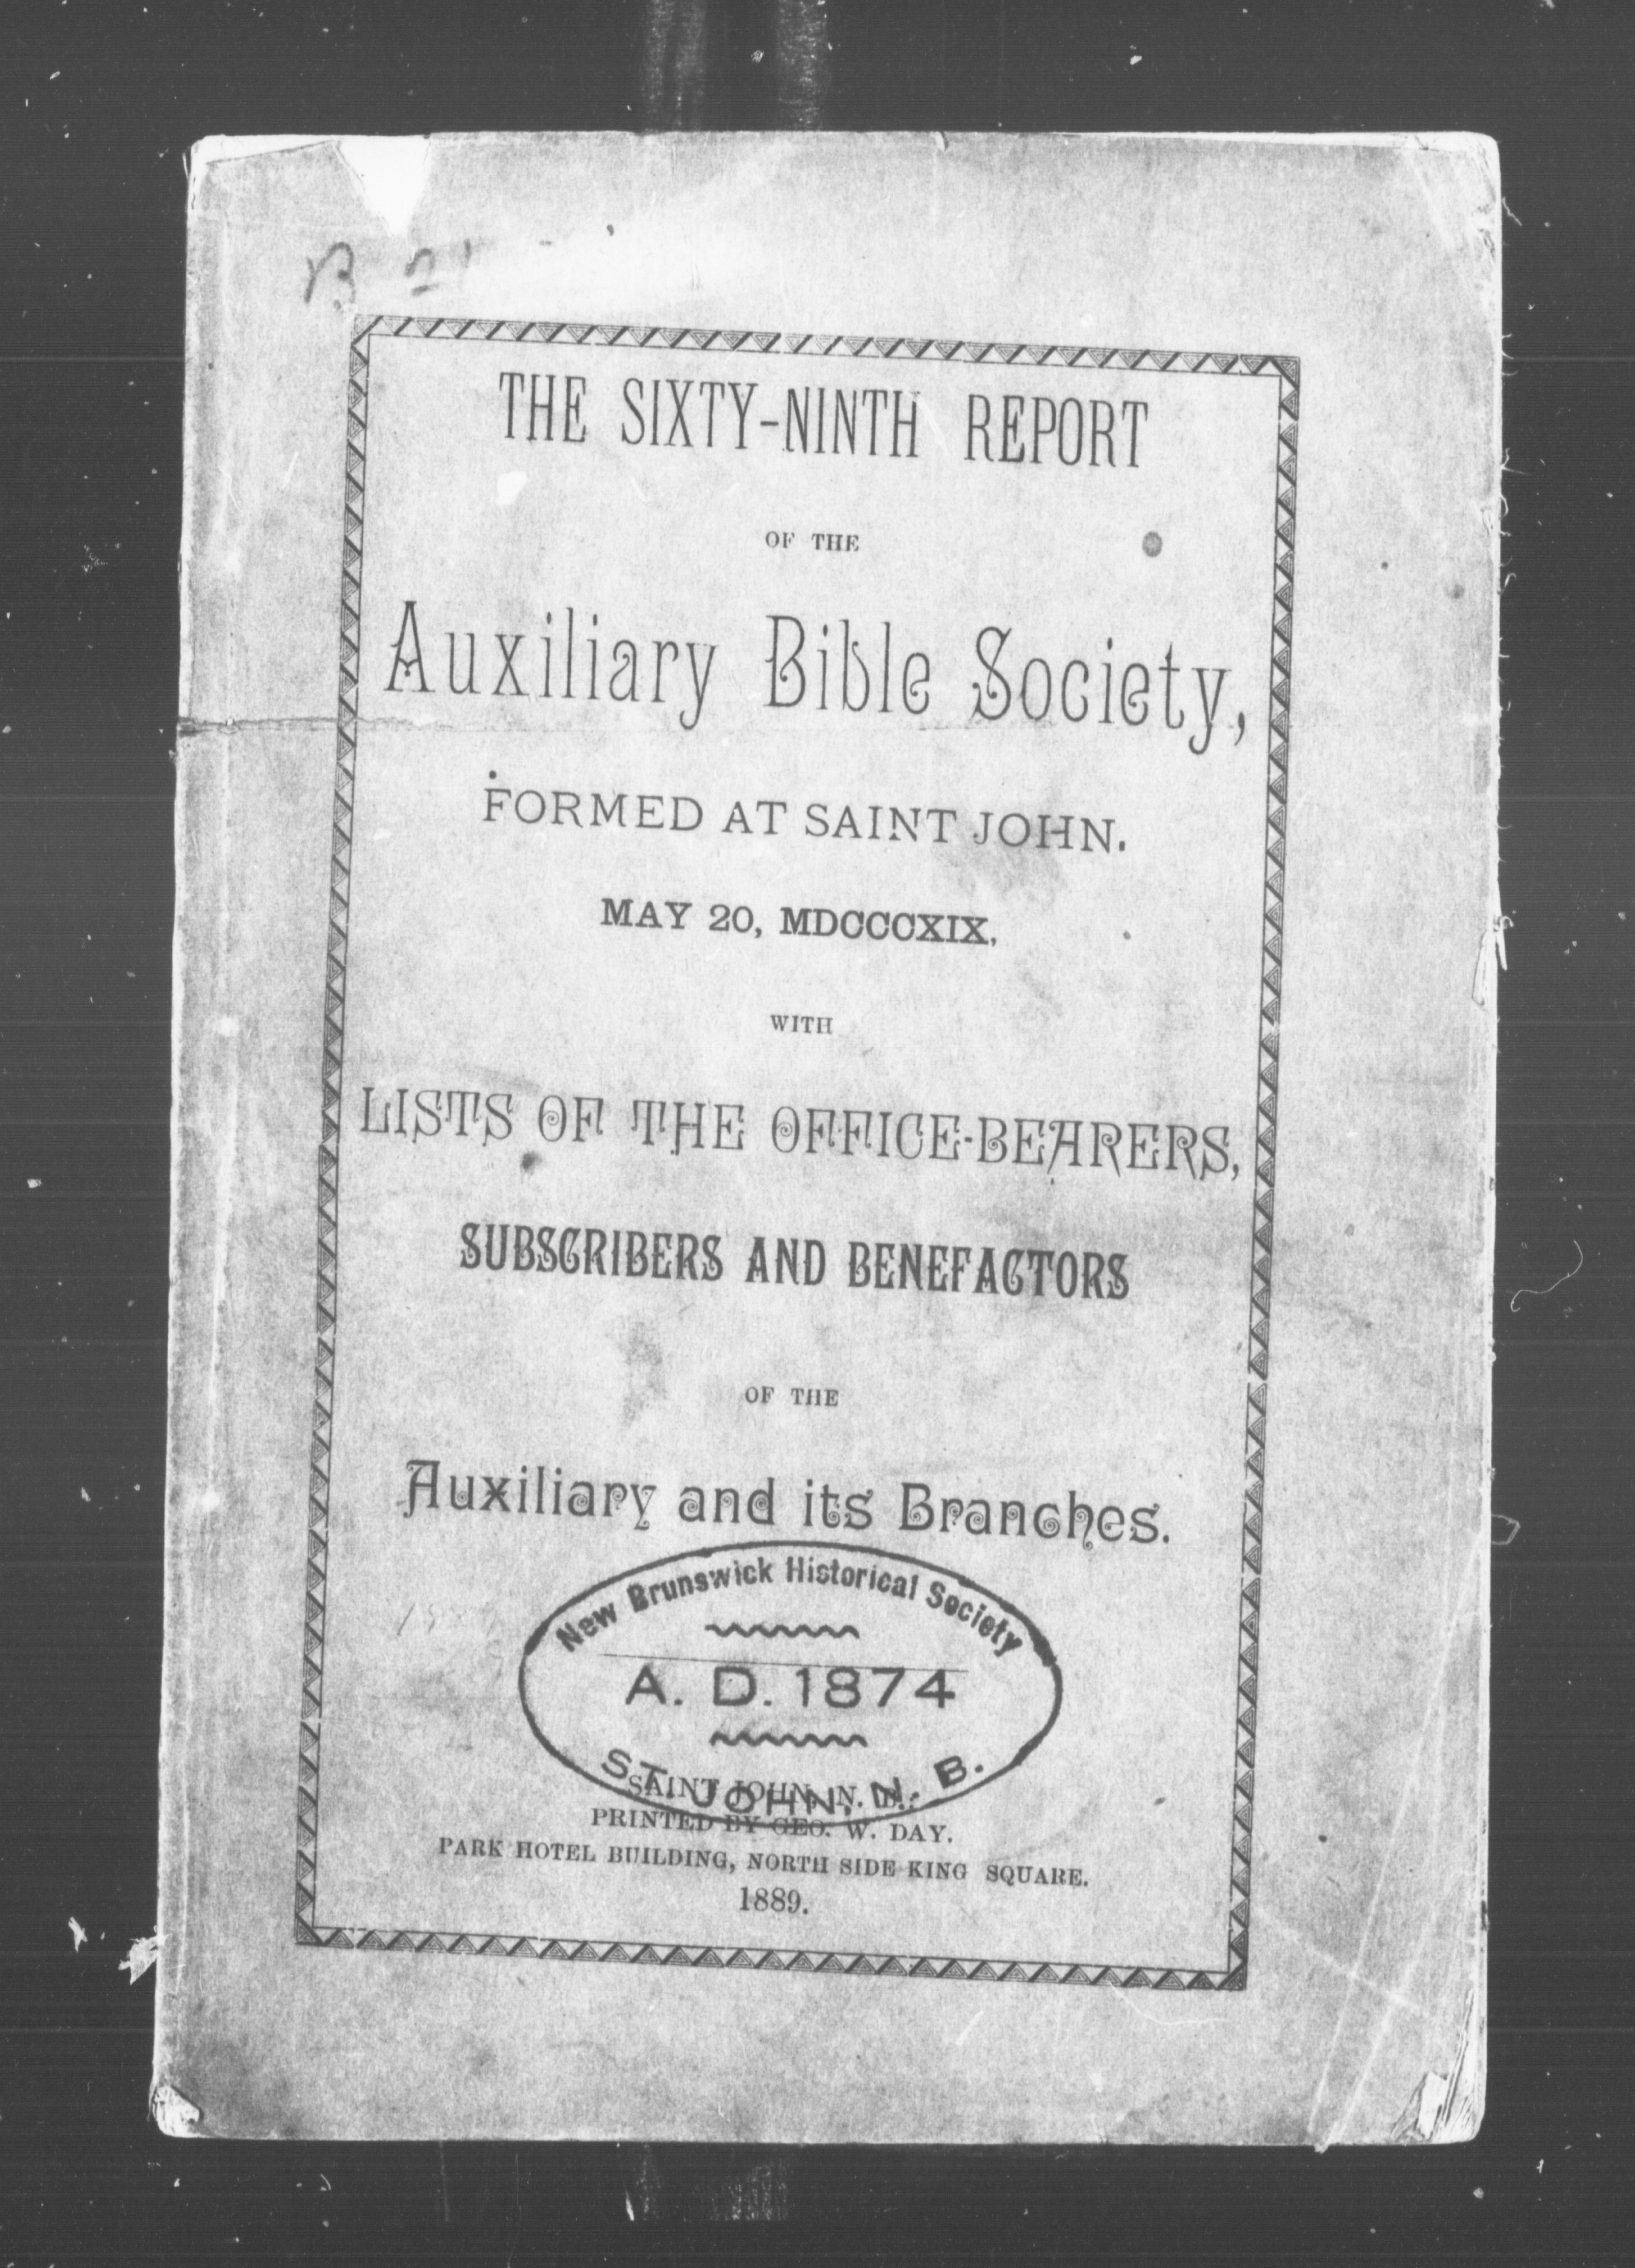 THE SIXTY-NINTH REPORT
OF THE
Auxiliary Bible Society,
FORMED AT SAINT JOHN.
MAY 20, MDCCCXIX,
WITH
LISTS OF THE OFFICE-BEARERS,
SUBSCRIBERS AND BENEFACTORS
OF THE
Auxiliary and its Branches.
New Brunswick Historical Society
A. D. 1874
ST. JOHN, N. B.
SAINT JOHN, N. B.:
PRINTED BY GEO. W. DAY.
PARK HOTEL BUILDING, NORTH SIDE KING SQUARE.
1889.